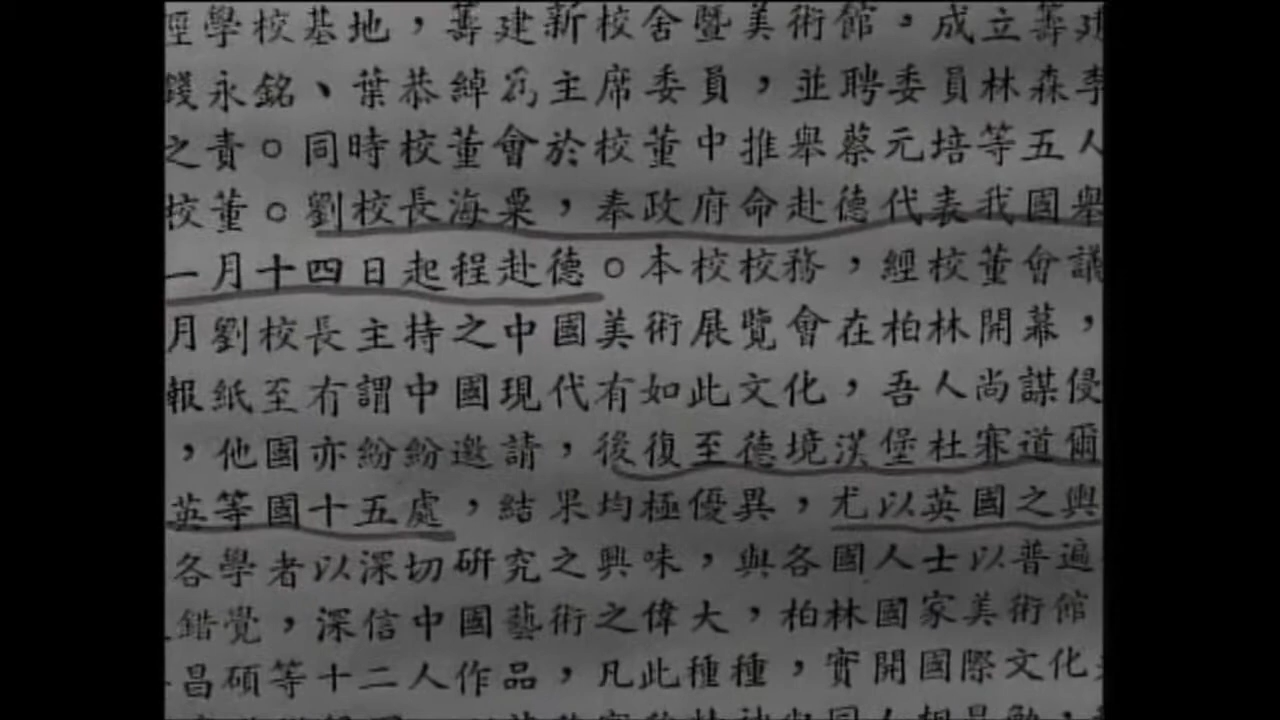 學校基地，籌建新校舍暨美術館。成立籌建
錢永銘、葉恭綽為主席委員，並聘委員林森李
之責。同時校董會於校董中推舉蔡元培等五人
校董。劉校長海粟，奉政府命赴德代表我國舉
一月十四日起程赴德。本校校務，經校董會議
月劉校長主持之中國美術展覽會在柏林開幕，
報紙至有謂中國現代有如此文化，吾人尚謀侵
，他國亦紛紛邀請，後復至德境漢堡杜賽道爾
英等國十五處，結果均極優異，尤以英國之輿
各學者以深切研究之興味，與各國人士以普遍
錯覺，深信中國藝術之偉大，柏林國家美術館
昌碩等十二人作品，凡此種種，實開國際文化